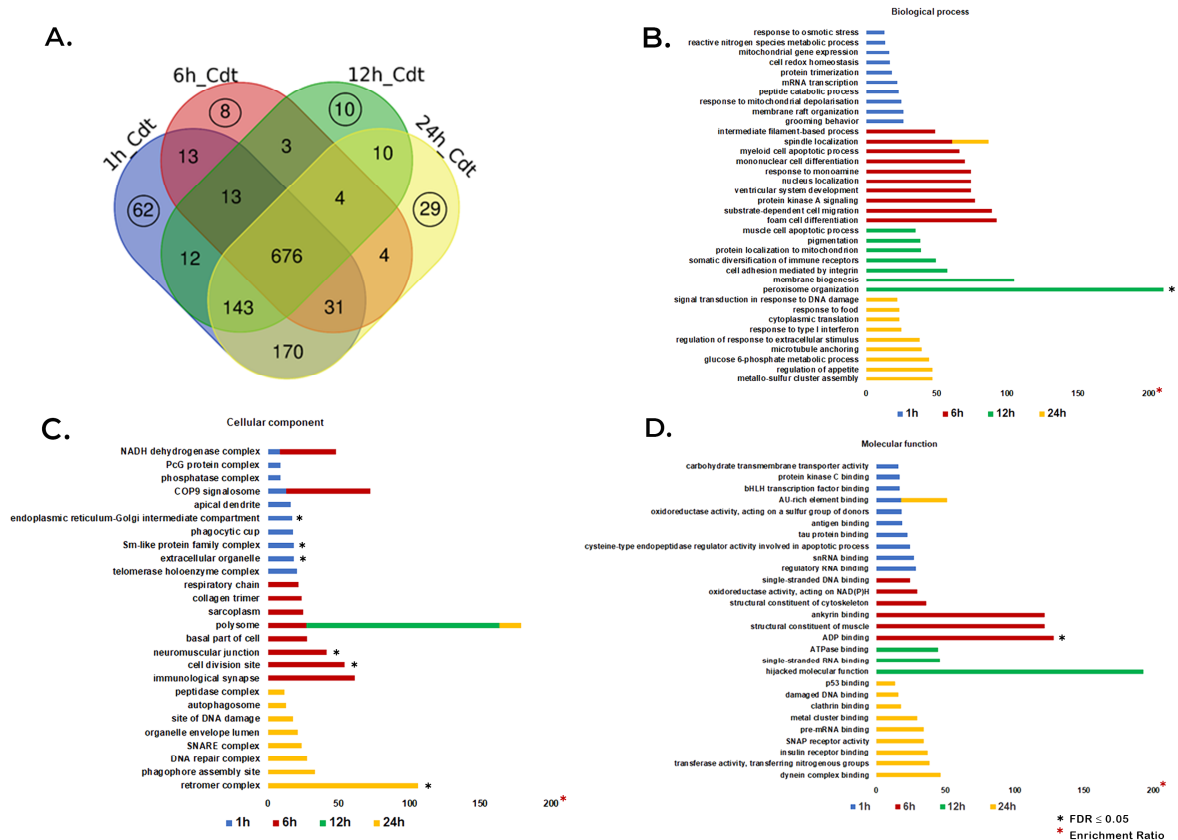 A.
6h_Cdt
12h_Cdt
1h_Cdt
24h_Cdt
8
10
13
3
10
62
13
4
29
12
676
4
143
31
170
B.
Biological process
response to osmotic stress
reactive nitrogen species metabolic process
mitochondrial gene expression
cell redox homeostasis
protein trimerization
mRNA transcription
peptide catabolic process
response to mitochondrial depolarisation
membrane raft organization
grooming behavior
intermediate filament-based process
spindle localization
myeloid cell apoptotic process
mononuclear cell differentiation
response to monoamine
nucleus localization
ventricular system development
protein kinase A signaling
substrate-dependent cell migration
foam cell differentiation
muscle cell apoptotic process
pigmentation
protein localization to mitochondrion
somatic diversification of immune receptors
cell adhesion mediated by integrin
membrane biogenesis
peroxisome organization *
signal transduction in response to DNA damage
response to food
cytoplasmic translation
response to type I interferon
regulation of response to extracellular stimulus
microtubule anchoring
glucose 6-phosphate metabolic process
regulation of appetite
metallo-sulfur cluster assembly
0 50 100 150 200 *
1h 6h 12h 24h
C.
Cellular component
NADH dehydrogenase complex
PcG protein complex
phosphatase complex
COP9 signalosome
apical dendrite
endoplasmic reticulum-Golgi intermediate compartment *
phagocytic cup
Sm-like protein family complex *
extracellular organelle *
telomerase holoenzyme complex
respiratory chain
collagen trimer
sarcoplasm
polysome
basal part of cell
neuromuscular junction *
cell division site *
immunological synapse
peptidase complex
autophagosome
site of DNA damage
organelle envelope lumen
SNARE complex
DNA repair complex
phagophore assembly site
retromer complex *
0 50 100 150 200 *
1h 6h 12h 24h
D.
Molecular function
carbohydrate transmembrane transporter activity
protein kinase C binding
bHLH transcription factor binding
AU-rich element binding
oxidoreductase activity, acting on a sulfur group of donors
antigen binding
tau protein binding
cysteine-type endopeptidase regulator activity involved in apoptotic process
snRNA binding
regulatory RNA binding
single-stranded DNA binding
oxidoreductase activity, acting on NAD(P)H
structural constituent of cytoskeleton
ankyrin binding
structural constituent of muscle
ADP binding *
ATPase binding
single-stranded RNA binding
hijacked molecular function
p53 binding
damaged DNA binding
clathrin binding
metal cluster binding
pre-mRNA binding
SNAP receptor activity
insulin receptor binding
transferase activity, transferring nitrogenous groups
dynein complex binding
0 50 100 150 200 *
1h 6h 12h 24h
* FDR ≤ 0.05
* Enrichment Ratio